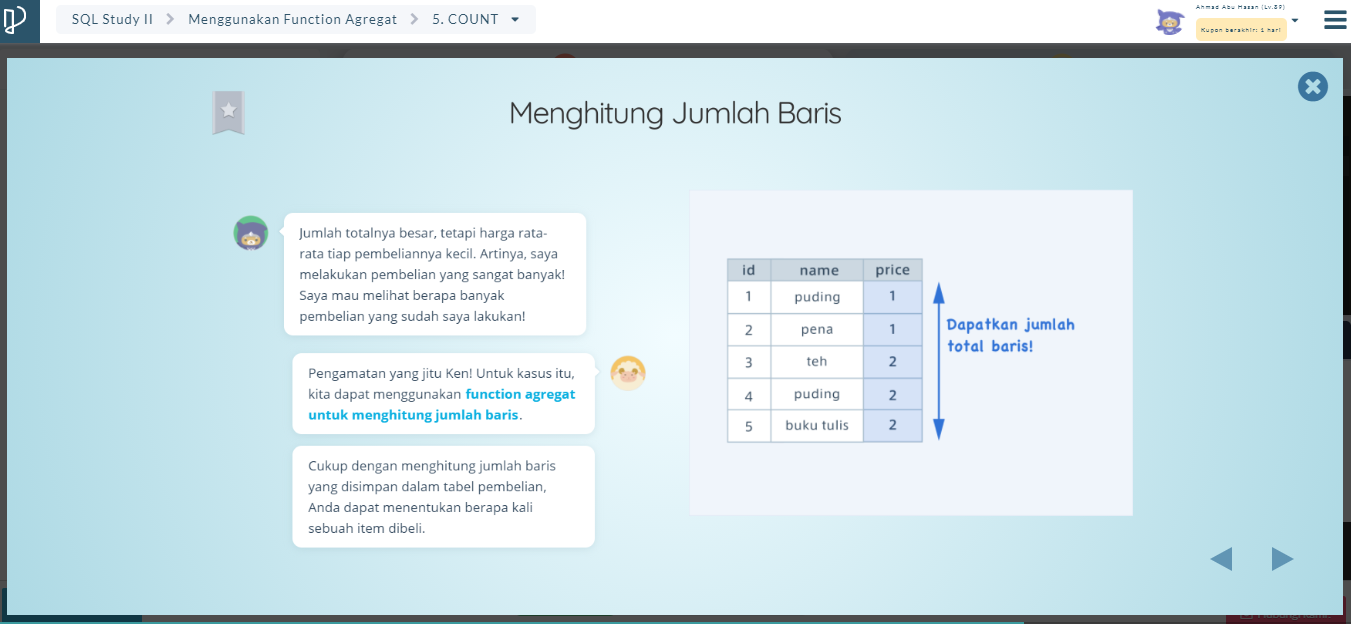 SQL Study II
Menggunakan Function Agregat
5. COUNT
Ahmad Abu Hasan (Lv.89)
Kupon berakhir: 1 hari
Menghitung Jumlah Baris
Jumlah totalnya besar, tetapi harga rata-
rata tiap pembeliannya kecil. Artinya, saya
melakukan pembelian yang sangat banyak!
Saya mau melihat berapa banyak
pembelian yang sudah saya lakukan!
Pengamatan yang jitu Ken! Untuk kasus itu,
kita dapat menggunakan function agregat
untuk menghitung jumlah baris.
Cukup dengan menghitung jumlah baris
yang disimpan dalam tabel pembelian,
Anda dapat menentukan berapa kali
sebuah item dibeli.
id name price
1 puding 1
2 pena 1
3 teh 2
4 puding 2
5 buku tulis 2
Dapatkan jumlah
total baris!